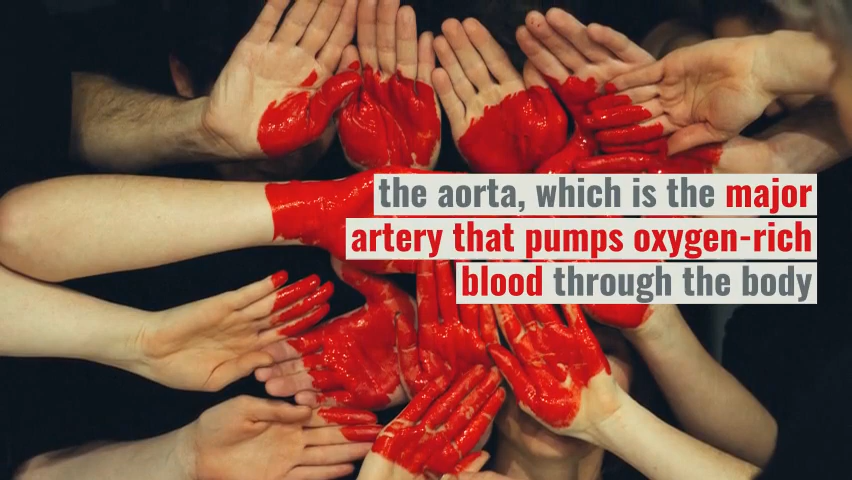 the aorta, which is the major
artery that pumps oxygen-rich
blood through the body